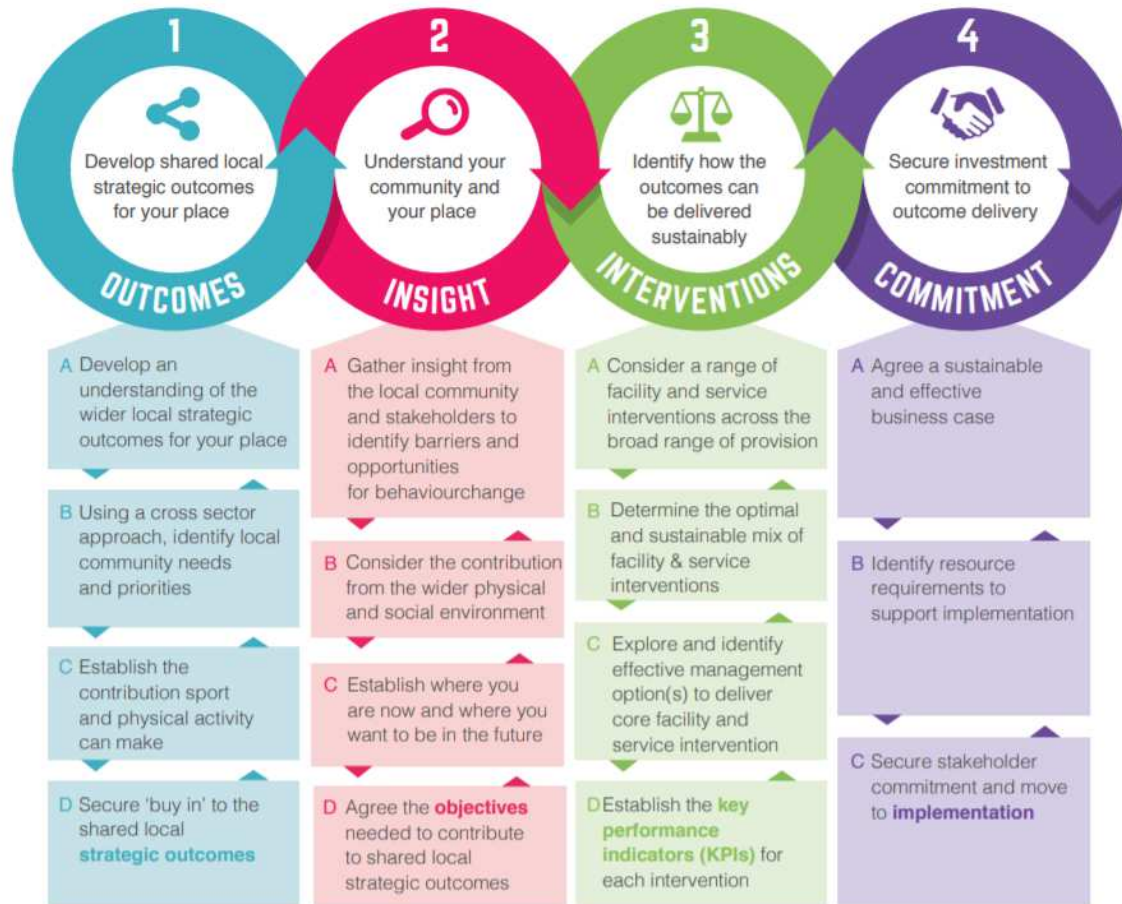 1
Develop shared local
strategic outcomes
for your place
OUTCOMES
A Develop an
understanding of the
wider local strategic
outcomes for your place
B Using a cross sector
approach, identify local
community needs
and priorities
C Establish the
contribution sport
and physical activity
can make
D Secure ‘buy in’ to the
shared local
strategic outcomes
2
Understand your
community and
your place
INSIGHT
A Gather insight from
the local community
and stakeholders to
identify barriers and
opportunities
for behaviourchange
B Consider the contribution
from the wider physical
and social environment
C Establish where you
are now and where you
want to be in the future
D Agree the objectives
needed to contribute
to shared local
strategic outcomes
3
Identify how the
outcomes can
be delivered
sustainably
INTERVENTIONS
A Consider a range of
facility and service
interventions across the
broad range of provision
B Determine the optimal
and sustainable mix of
facility & service
interventions
C Explore and identify
effective management
option(s) to deliver
core facility and
service intervention
D Establish the key
performance
indicators (KPIs) for
each intervention
4
Secure investment
commitment to
outcome delivery
COMMITMENT
A Agree a sustainable
and effective
business case
B Identify resource
requirements to
support implementation
C Secure stakeholder
commitment and move
to implementation